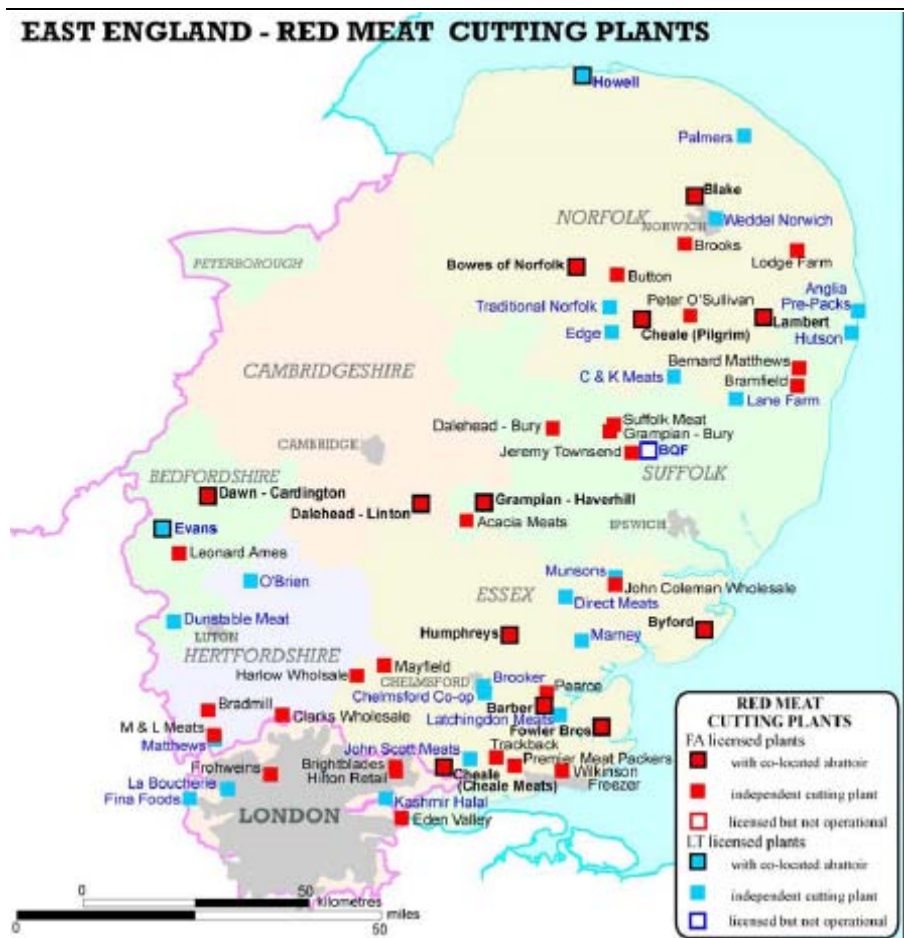 EAST ENGLAND - RED MEAT CUTTING PLANTS
Howell
Palmers
Blake
NORFOLK
Weddel Norwich
NORWICH
Brooks
Lodge Farm
PETERBOROUGH
Bowes of Norfolk
Button
Anglia
Pre-Packs
Traditional Norfolk
Peter O'Sullivan
Lambert
Edge
Cheale (Pilgrim)
Hutson
Bernard Matthews
CAMBRIDGESHIRE
C & K Meats
Bramfield
Lane Farm
Suffolk Meat
Dalehead - Bury
Grampian - Bury
CAMBRIDGE
Jeremy Townsend
BQF
SUFFOLK
BEDFORDSHIRE
Dawn - Cardington
Grampian - Haverhill
Dalehead - Linton
Acacia Meats
IPSWICH
Evans
Leonard Ames
O'Brien
Munsons
John Coleman Wholesale
ESSEX
Direct Meats
Dunstable Meat
LUTON
Humphreys
Byford
Marney
HERTFORDSHIRE
Mayfield
Harlow Wholsale
CHELMSFORD
Brooker
Pearce
Chelmsford Co-op
Barber
Bradmill
Clarks Wholesale
Latchingdon Meats
Fowler Bros
M & L Meats
Matthews
John Scott Meats
Trackback
Frohweins
Brightblades
Hilton Retail
Cheale
(Cheale Meats)
Premier Meat Packers
Wilkinson
Freezer
La Boucherie
Fina Foods
Kashmir Halal
LONDON
Eden Valley
0
50
kilometres
miles
0
50
RED MEAT
CUTTING PLANTS
FA licensed plants
with co-located abattoir
independent cutting plant
licensed but not operational
LT licensed plants
with co-located abattoir
independent cutting plant
licensed but not operational